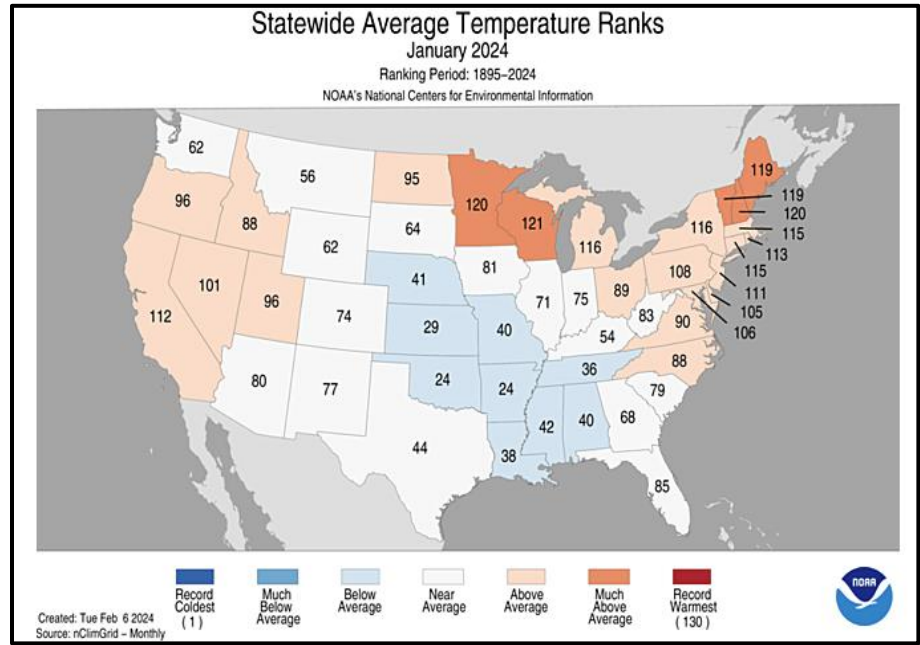 Statewide Average Temperature Ranks
January 2024
Ranking Period: 1895–2024
NOAA's National Centers for Environmental Information
62
56
95
120
121
116
119
119
120
115
113
115
111
105
106
96
88
62
64
116
108
101
96
41
81
71
75
89
83
90
112
74
29
40
54
88
80
77
24
24
36
79
44
38
42
40
68
85
Record
Coldest
( 1 )
Much
Below
Average
Below
Average
Near
Average
Above
Average
Much
Above
Average
Record
Warmest
( 130 )
NOAA
Created: Tue Feb 6 2024
Source: nClimGrid – Monthly